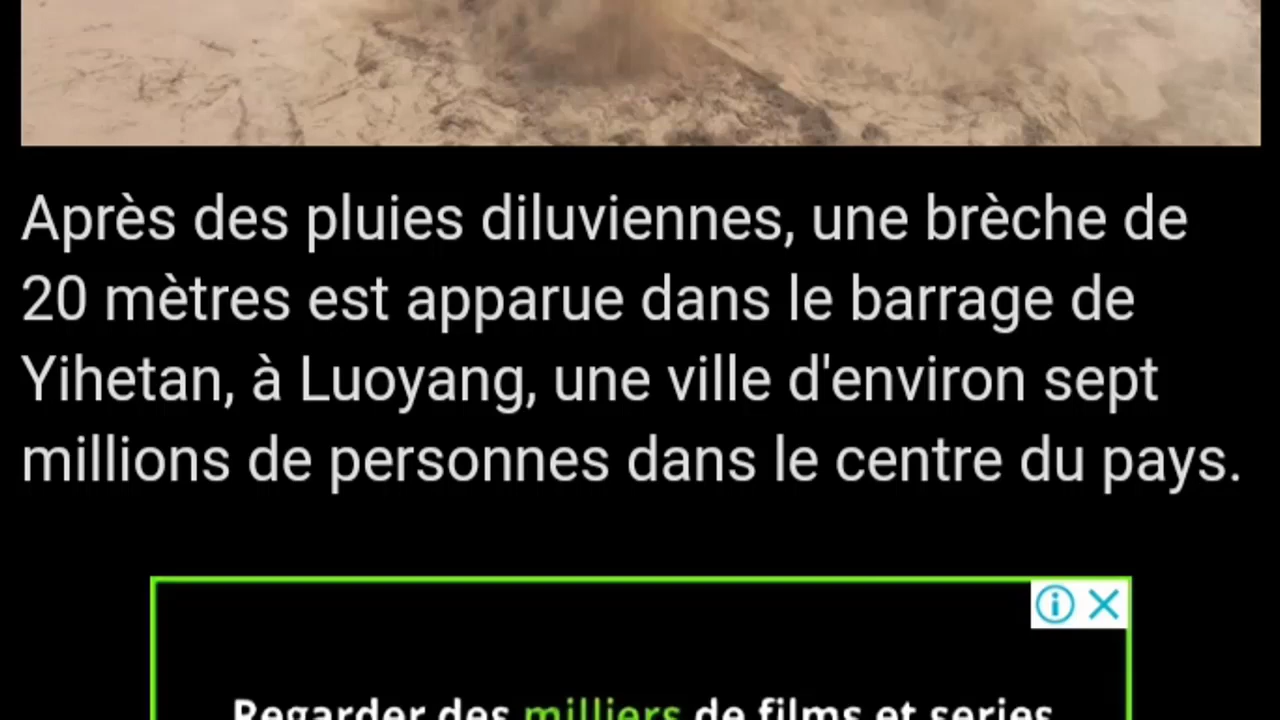 Après des pluies diluviennes, une brèche de
20 mètres est apparue dans le barrage de
Yihetan, à Luoyang, une ville d'environ sept
millions de personnes dans le centre du pays.
Regarder des milliers de films et series